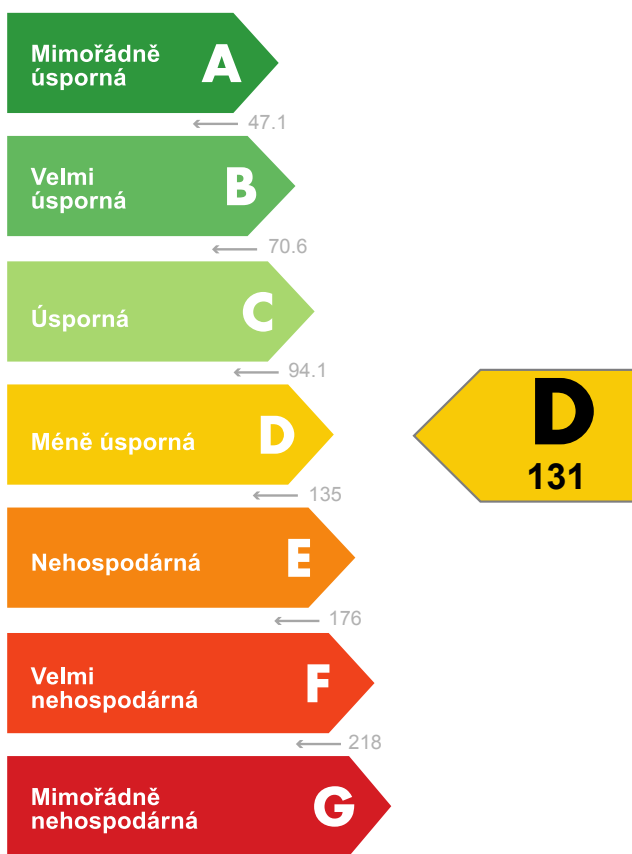 Mimořádně
úsporná
A
← 47.1
Velmi
úsporná
B
← 70.6
Úsporná
C
← 94.1
Méně úsporná
D
← 135
D
131
Nehospodárná
E
← 176
Velmi
nehospodárná
F
← 218
Mimořádně
nehospodárná
G